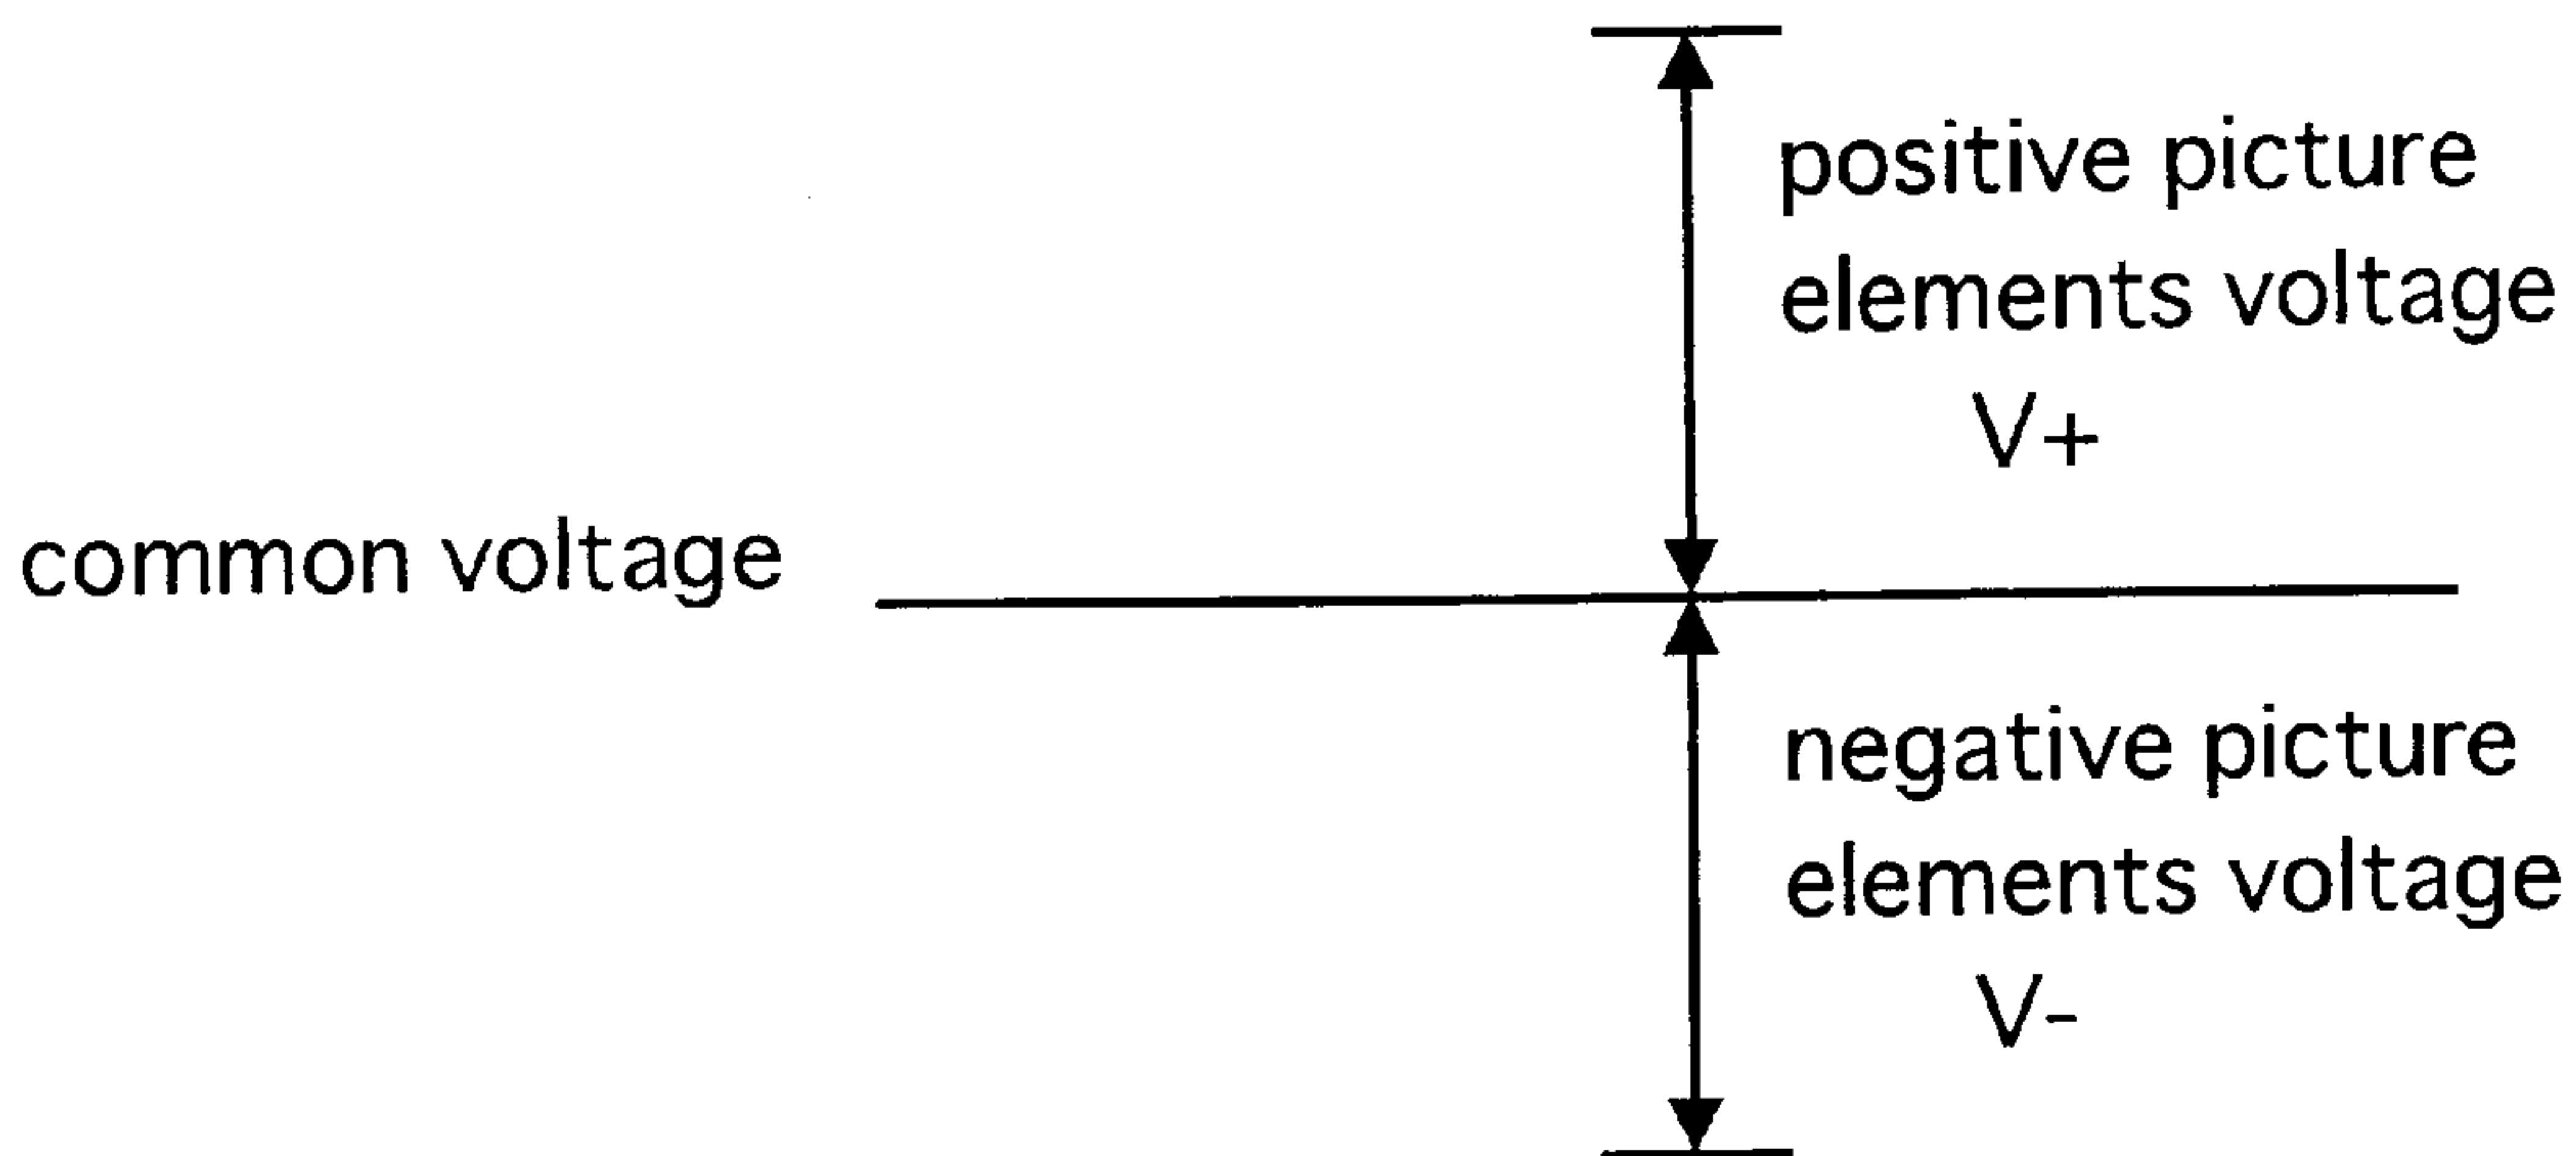 positive picture
elements voltage
V+
common voltage
negative picture
elements voltage
V-